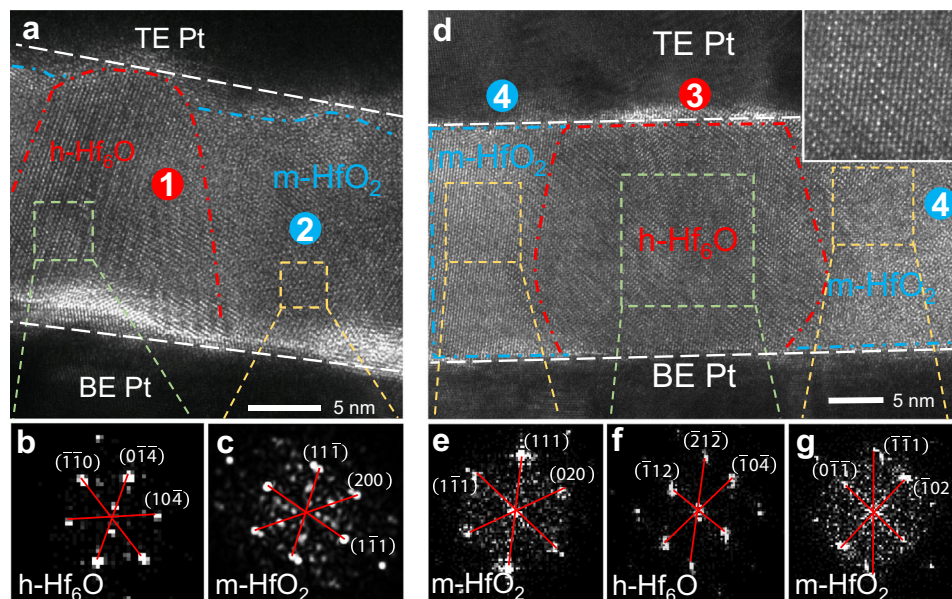 a
TE Pt
h-Hf₆O
1
m-HfO₂
2
BE Pt
5 nm
d
TE Pt
4
3
m-HfO₂
h-Hf₆O
4
m-HfO₂
BE Pt
5 nm
b
(1̄1̄0)
(01̄4̄)
(104̄)
h-Hf₆O
c
(111̄)
(200)
(11̄1)
m-HfO₂
e
(111)
(11̄1)
(020)
m-HfO₂
f
(2̄12̄)
(1̄12)
(1̄04̄)
h-Hf₆O
g
(1̄1̄1)
(01̄1̄)
(1̄02)
m-HfO₂